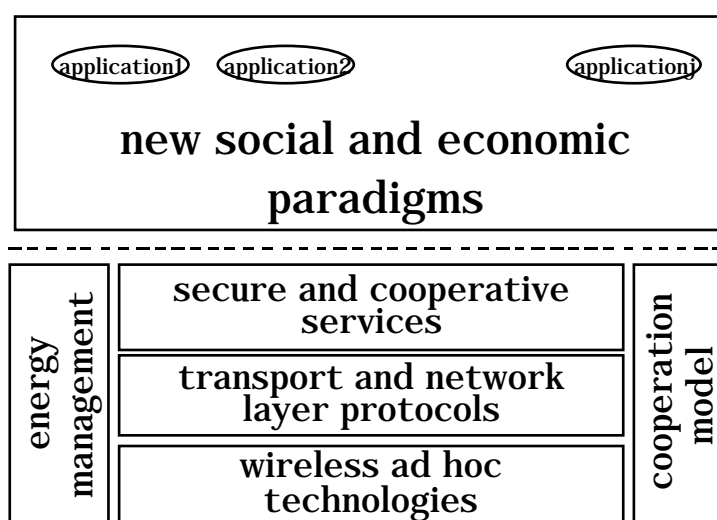 application1 application2 applicationj
new social and economic
paradigms
energy
management
secure and cooperative
services
transport and network
layer protocols
wireless ad hoc
technologies
cooperation
model